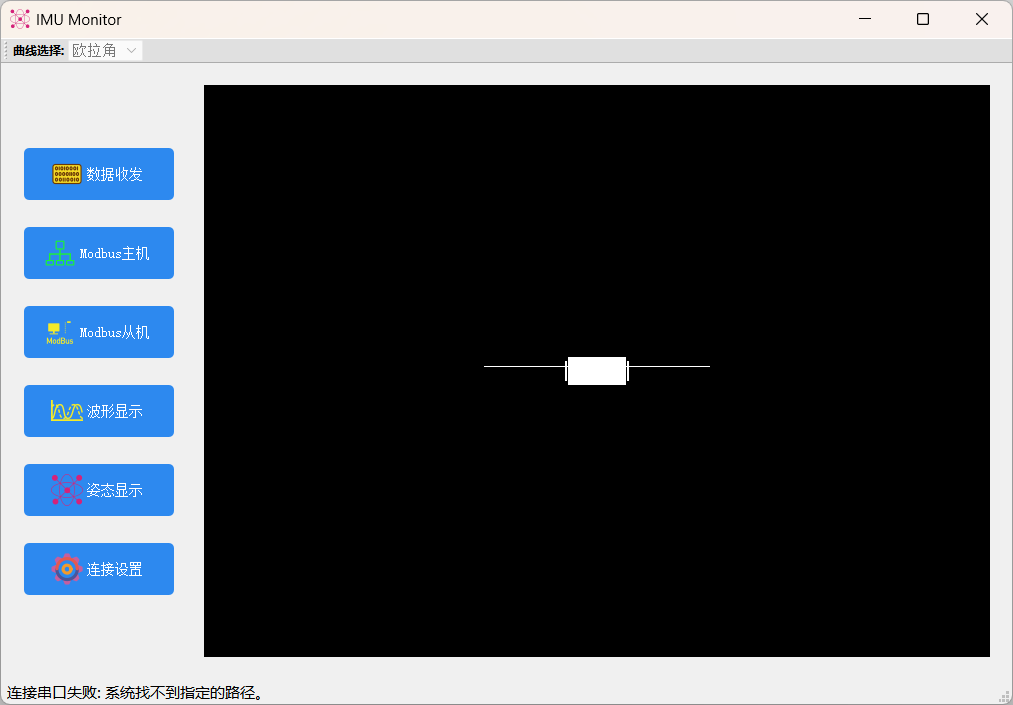 IMU Monitor
曲线选择: 欧拉角
数据收发
Modbus主机
ModBus
Modbus从机
波形显示
姿态显示
连接设置
连接串口失败: 系统找不到指定的路径。